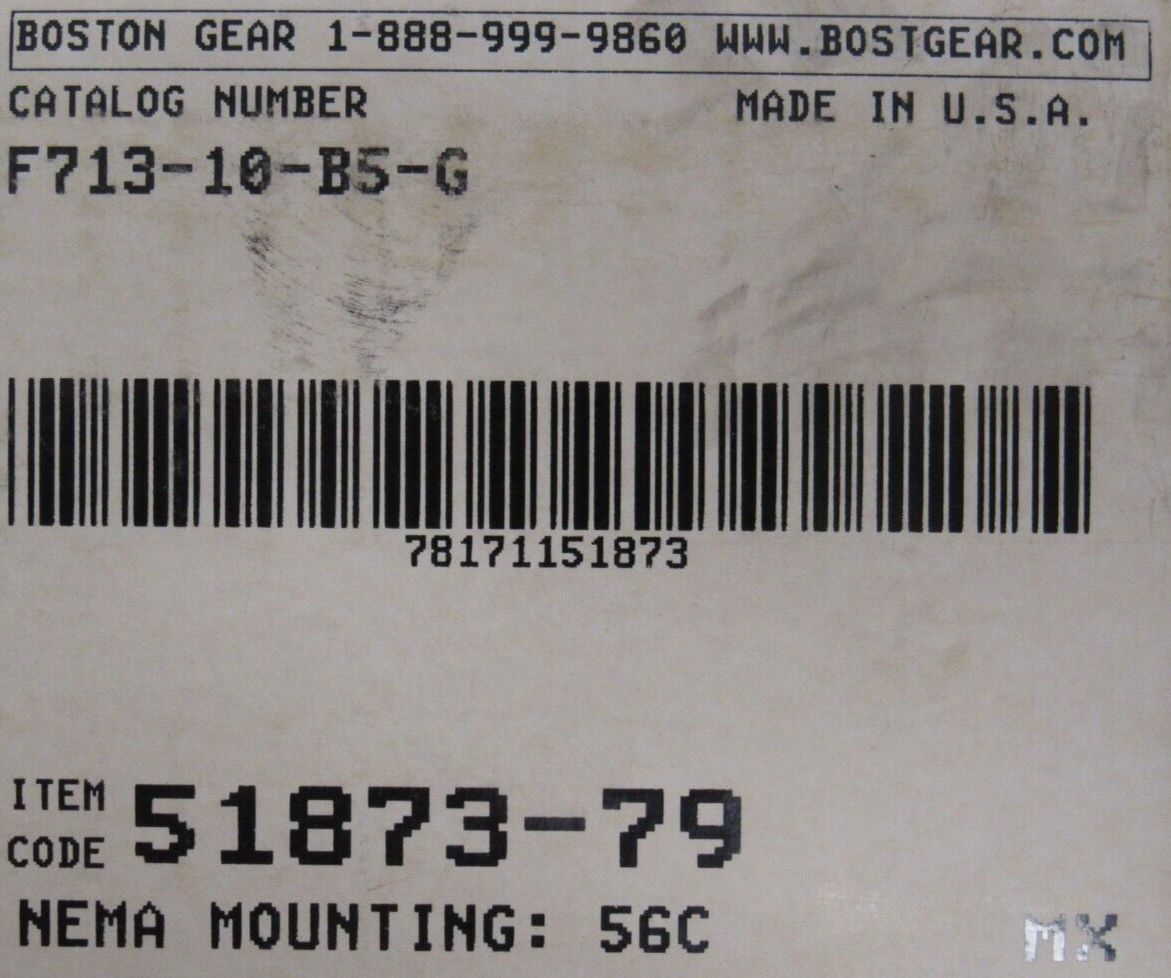 BOSTON GEAR 1-888-999-9860 WWW.BOSTGEAR.COM
CATALOG NUMBER MADE IN U.S.A.
F713-10-B5-G
78171151873
ITEM CODE 51873-79
NEMA MOUNTING: 56C MX